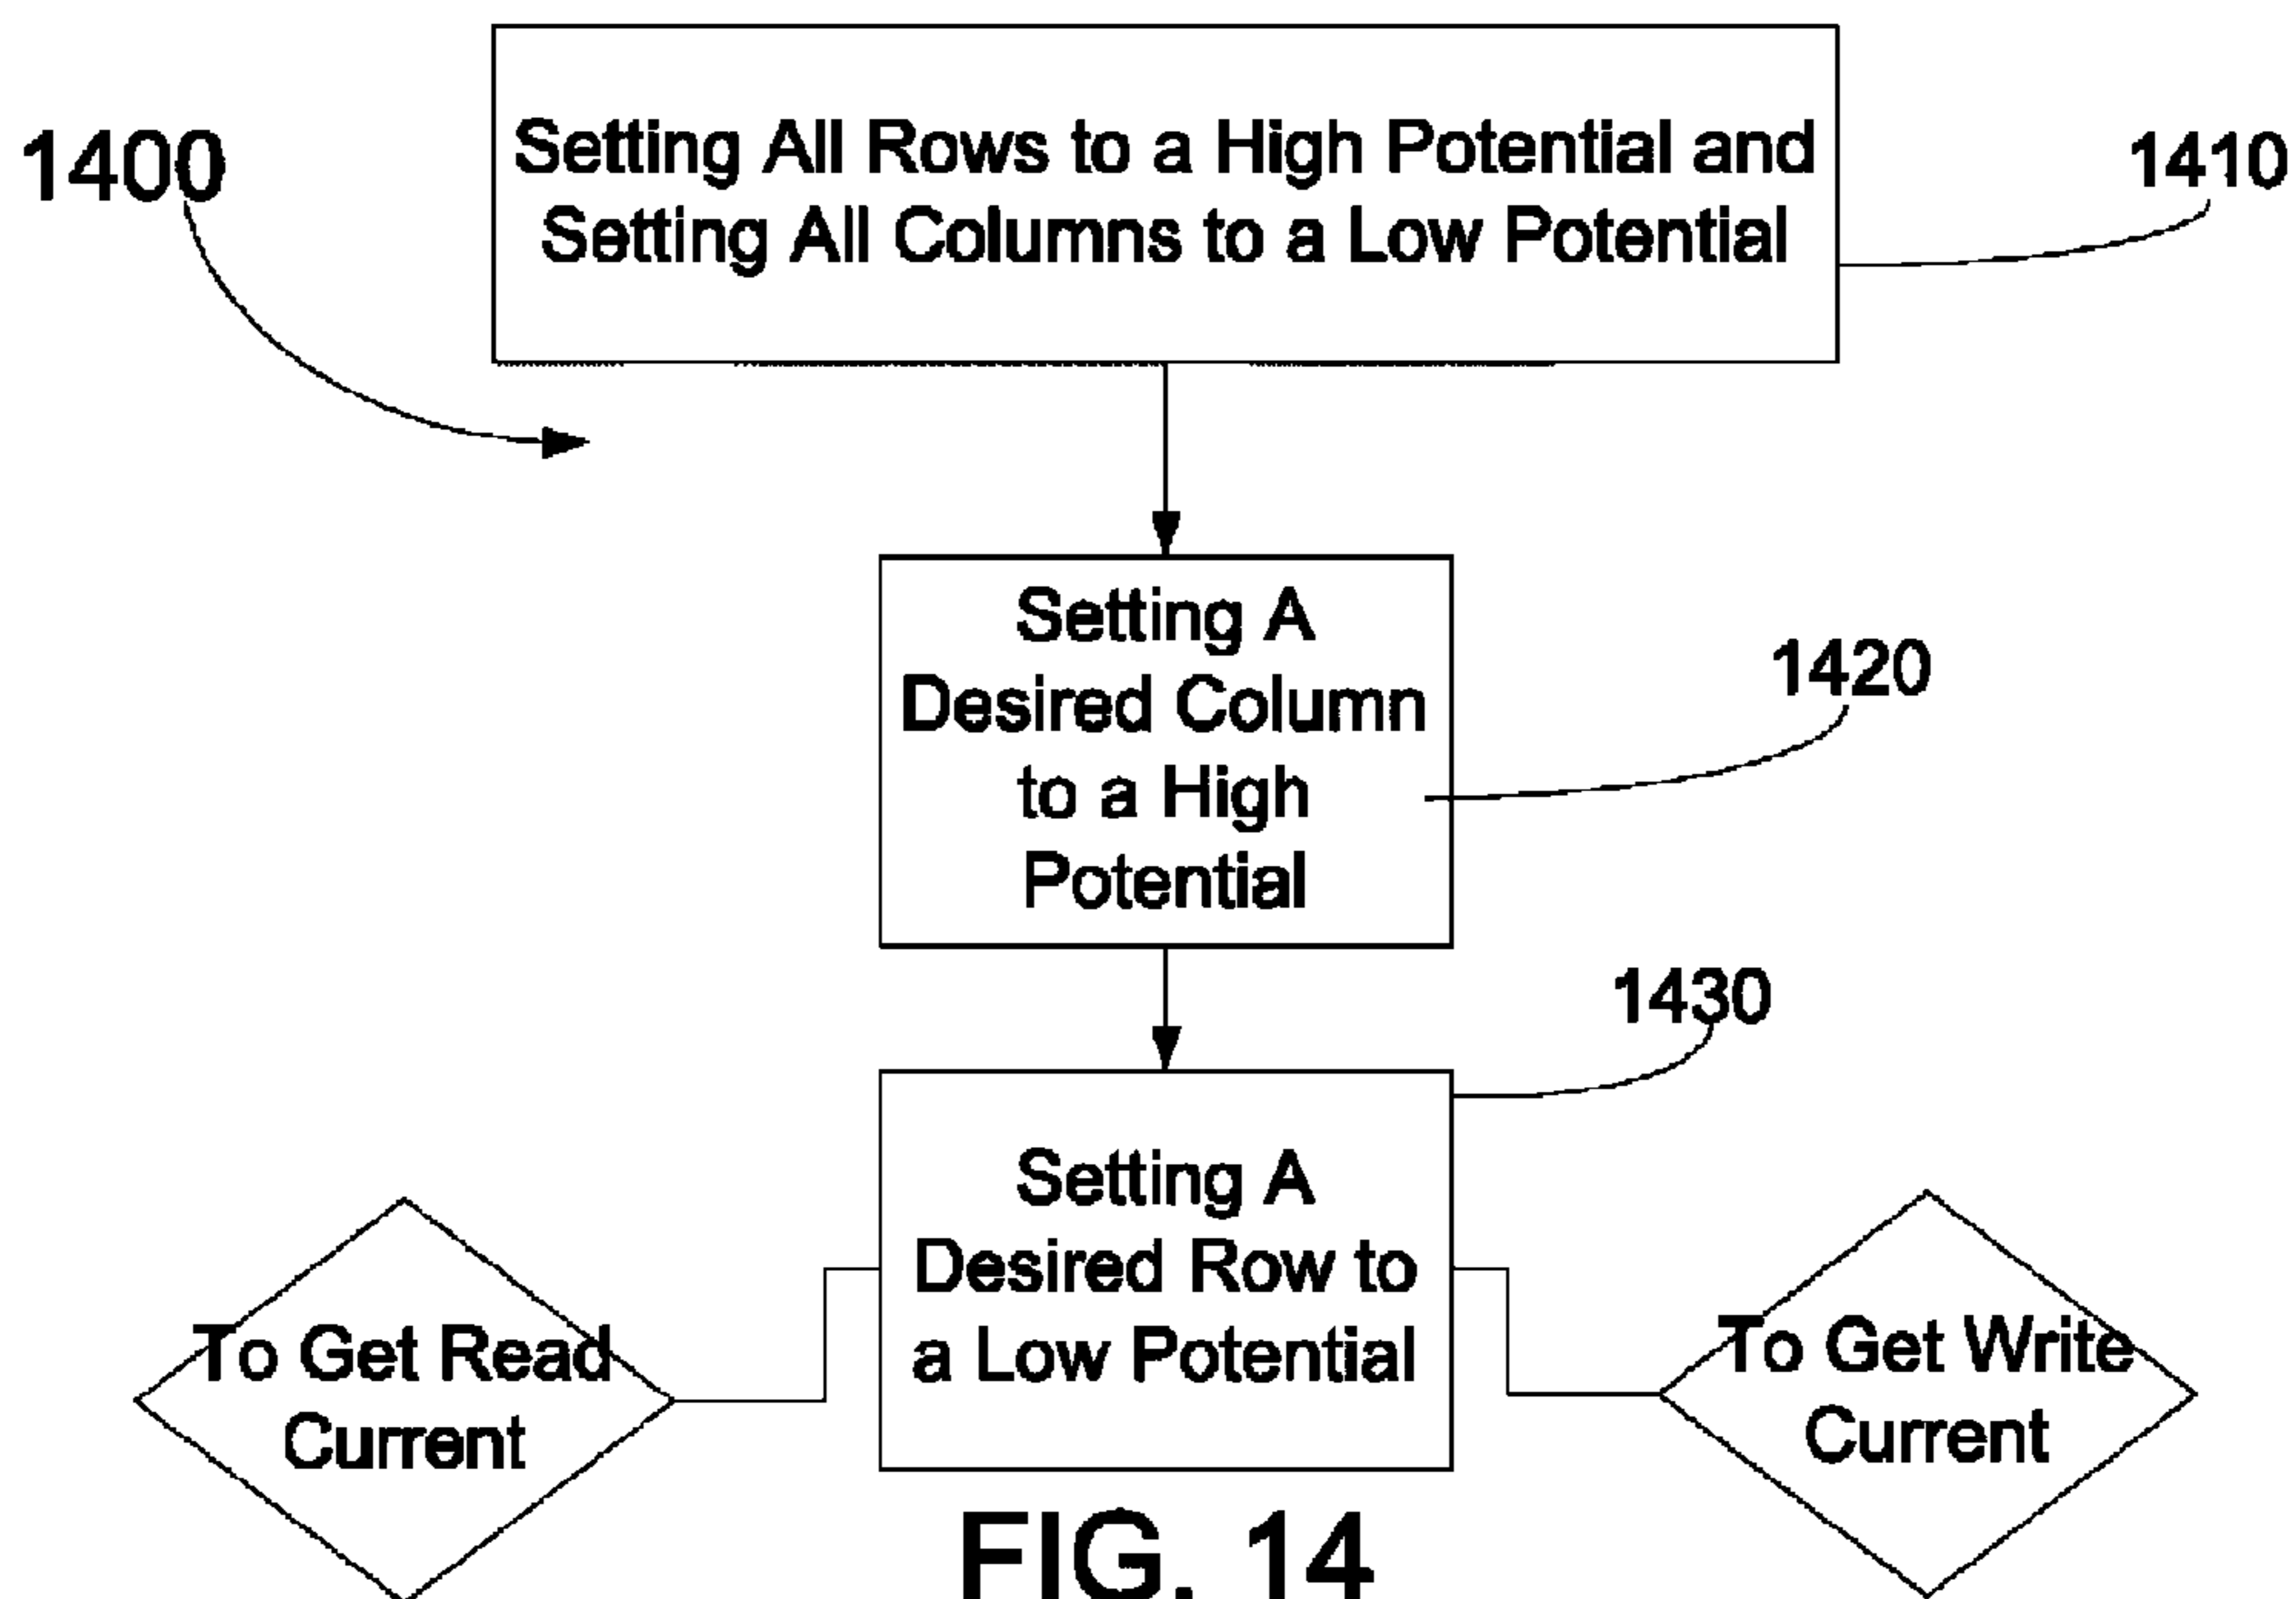 1400
Setting All Rows to a High Potential and
Setting All Columns to a Low Potential
1410
Setting A
Desired Column
to a High
Potential
1420
1430
Setting A
Desired Row to
a Low Potential
To Get Read
Current
To Get Write
Current
FIG. 14